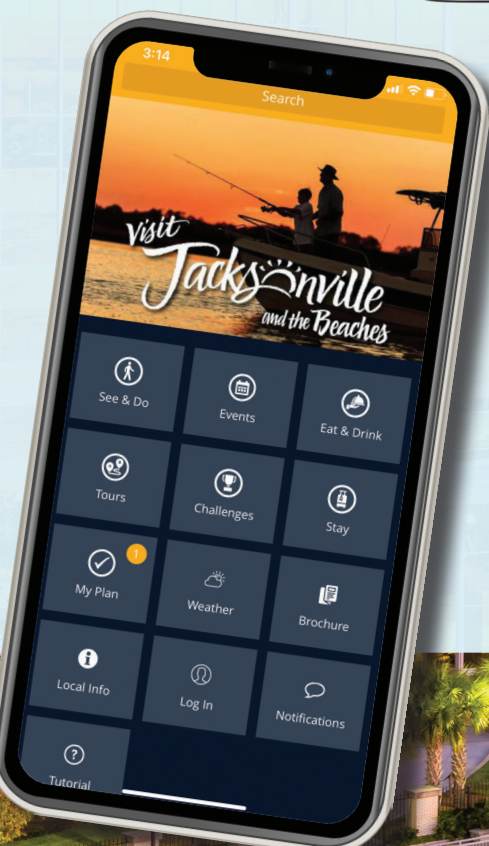 3:14
Search
Visit
Jacksonville
and the Beaches
See & Do
Events
Eat & Drink
Tours
Challenges
Stay
My Plan
1
Weather
Brochure
Local Info
Log In
Notifications
Tutorial